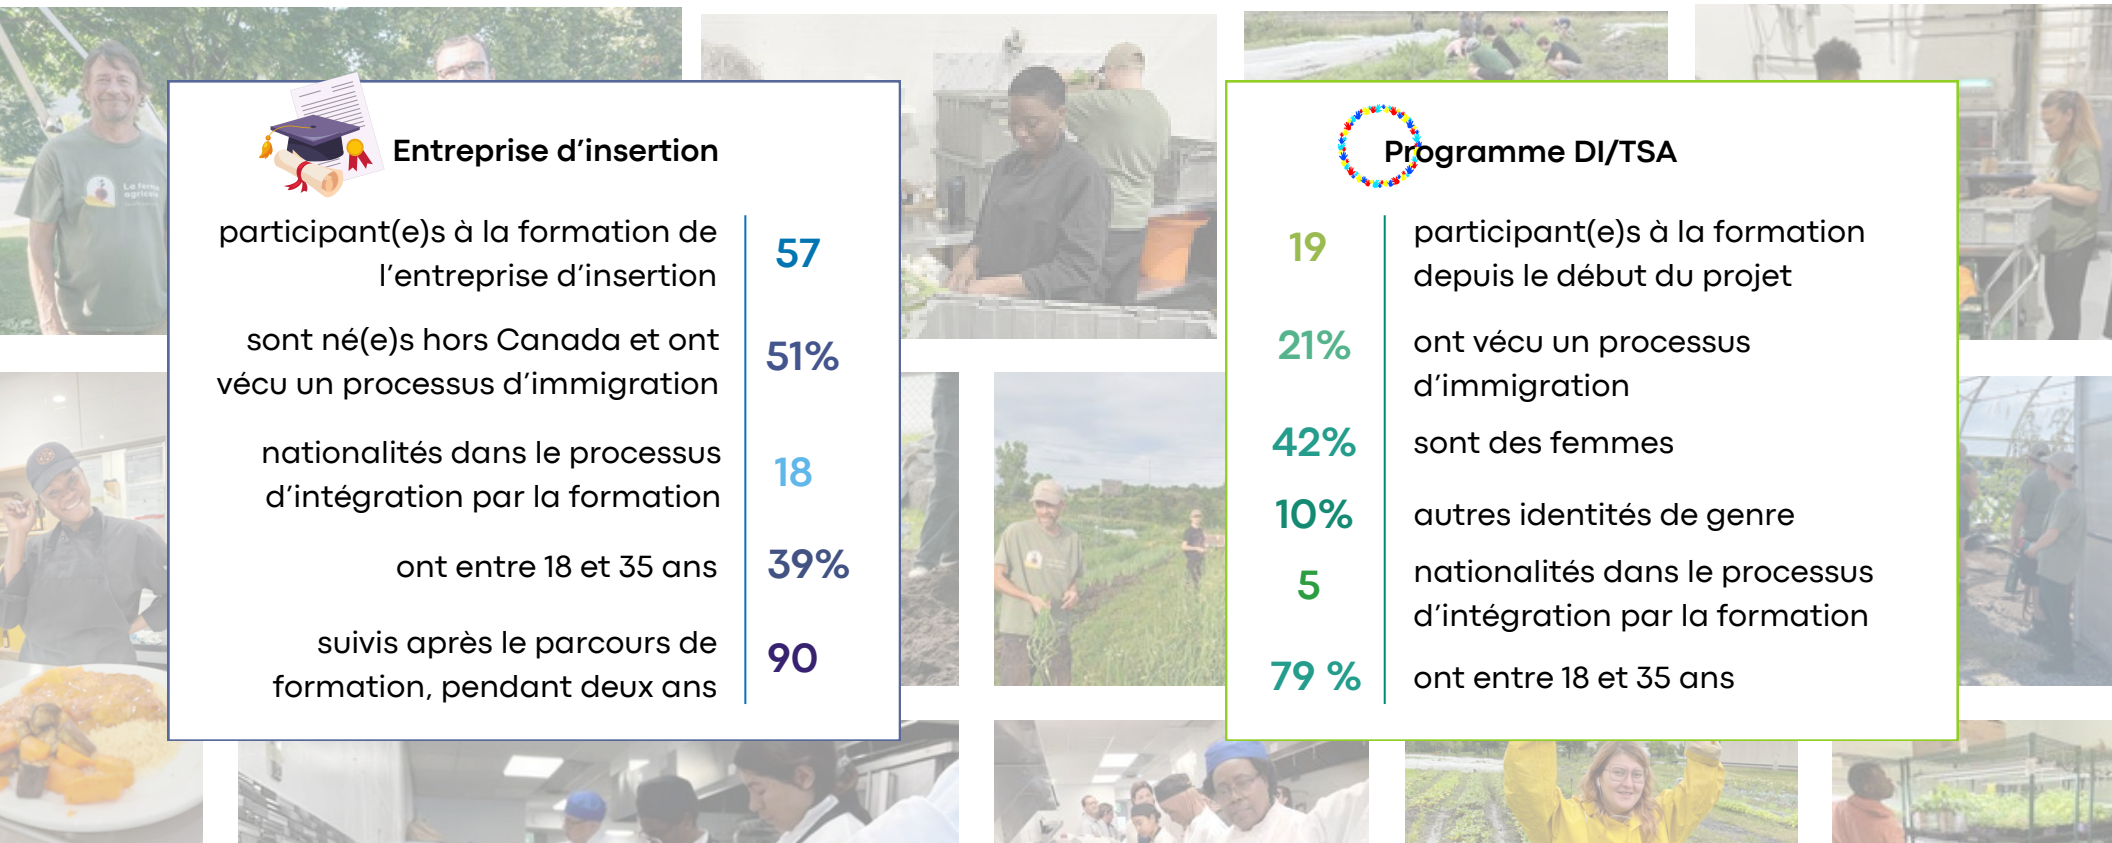 Entreprise d'insertion
participant(e)s à la formation de
l'entreprise d'insertion
57
sont né(e)s hors Canada et ont
vécu un processus d'immigration
51%
nationalités dans le processus
d'intégration par la formation
18
ont entre 18 et 35 ans
39%
suivis après le parcours de
formation, pendant deux ans
90
Programme DI/TSA
19
participant(e)s à la formation
depuis le début du projet
21%
ont vécu un processus
d'immigration
42%
sont des femmes
10%
autres identités de genre
5
nationalités dans le processus
d'intégration par la formation
79 %
ont entre 18 et 35 ans